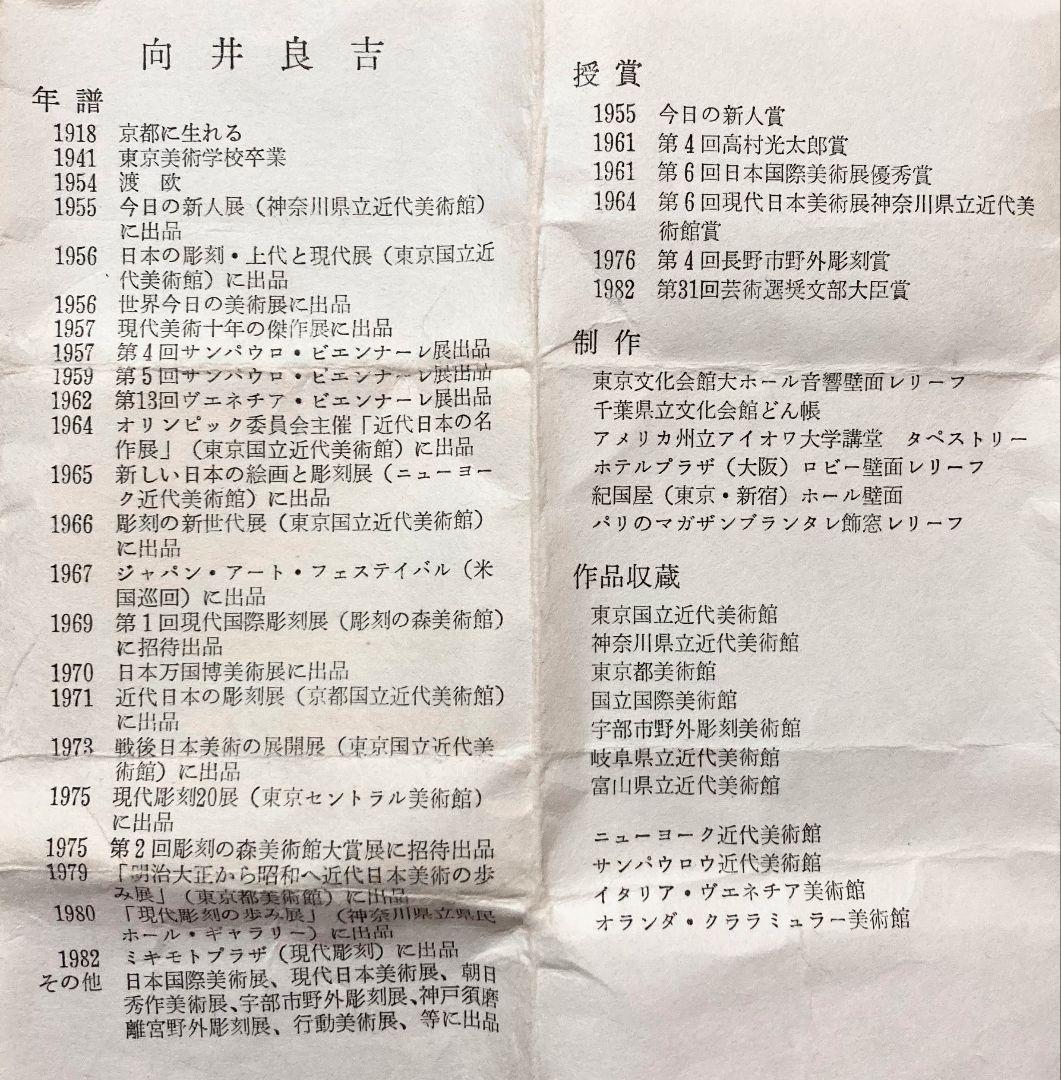 向井良吉
年譜
1918 京都に生れる
1941 東京美術学校卒業
1954 渡 欧
1955 今日の新人展（神奈川県立近代美術館）
に出品
1956 日本の彫刻・上代と現代展（東京国立近
代美術館）に出品
1956 世界今日の美術展に出品
1957 現代美術十年の傑作展に出品
1957 第4回サンパウロ・ビエンナーレ展出品
1959 第5回サンパウロ・ビエンナーレ展出品
1962 第13回ヴエネチア・ビエンナーレ展出品
1964 オリンピック委員会主催「近代日本の名
作展」（東京国立近代美術館）に出品
1965 新しい日本の絵画と彫刻展（ニューヨー
ク近代美術館）に出品
1966 彫刻の新世代展（東京国立近代美術館）
に出品
1967 ジャパン・アート・フェステイバル（米
国巡回）に出品
1969 第1回現代国際彫刻展（彫刻の森美術館）
に招待出品
1970 日本万国博美術展に出品
1971 近代日本の彫刻展（京都国立近代美術館）
に出品
1973 戦後日本美術の展開展（東京国立近代美
術館）に出品
1975 現代彫刻20展（東京セントラル美術館）
に出品
1975 第2回彫刻の森美術館大賞展に招待出品
1979 「明治大正から昭和へ近代日本美術の歩
み展」（東京都美術館）に出品
1980 「現代彫刻の歩み展」（神奈川県立県民
ホール・ギャラリー）に出品
1982 ミキモトプラザ（現代彫刻）に出品
その他 日本国際美術展、現代日本美術展、朝日
秀作美術展、宇部市野外彫刻展、神戸須磨
離宮野外彫刻展、行動美術展、等に出品
授賞
1955 今日の新人賞
1961 第4回高村光太郎賞
1961 第6回日本国際美術展優秀賞
1964 第6回現代日本美術展神奈川県立近代美
術館賞
1976 第4回長野市野外彫刻賞
1982 第31回芸術選奨文部大臣賞
制作
東京文化会館大ホール音響壁面レリーフ
千葉県立文化会館どん帳
アメリカ州立アイオワ大学講堂 タペストリー
ホテルプラザ（大阪）ロビー壁面レリーフ
紀国屋（東京・新宿）ホール壁面
パリのマガザンブランタレ飾窓レリーフ
作品収蔵
東京国立近代美術館
神奈川県立近代美術館
東京都美術館
国立国際美術館
宇部市野外彫刻美術館
岐阜県立近代美術館
富山県立近代美術館
ニューヨーク近代美術館
サンパウロウ近代美術館
イタリア・ヴエネチア美術館
オランダ・クララミュラー美術館